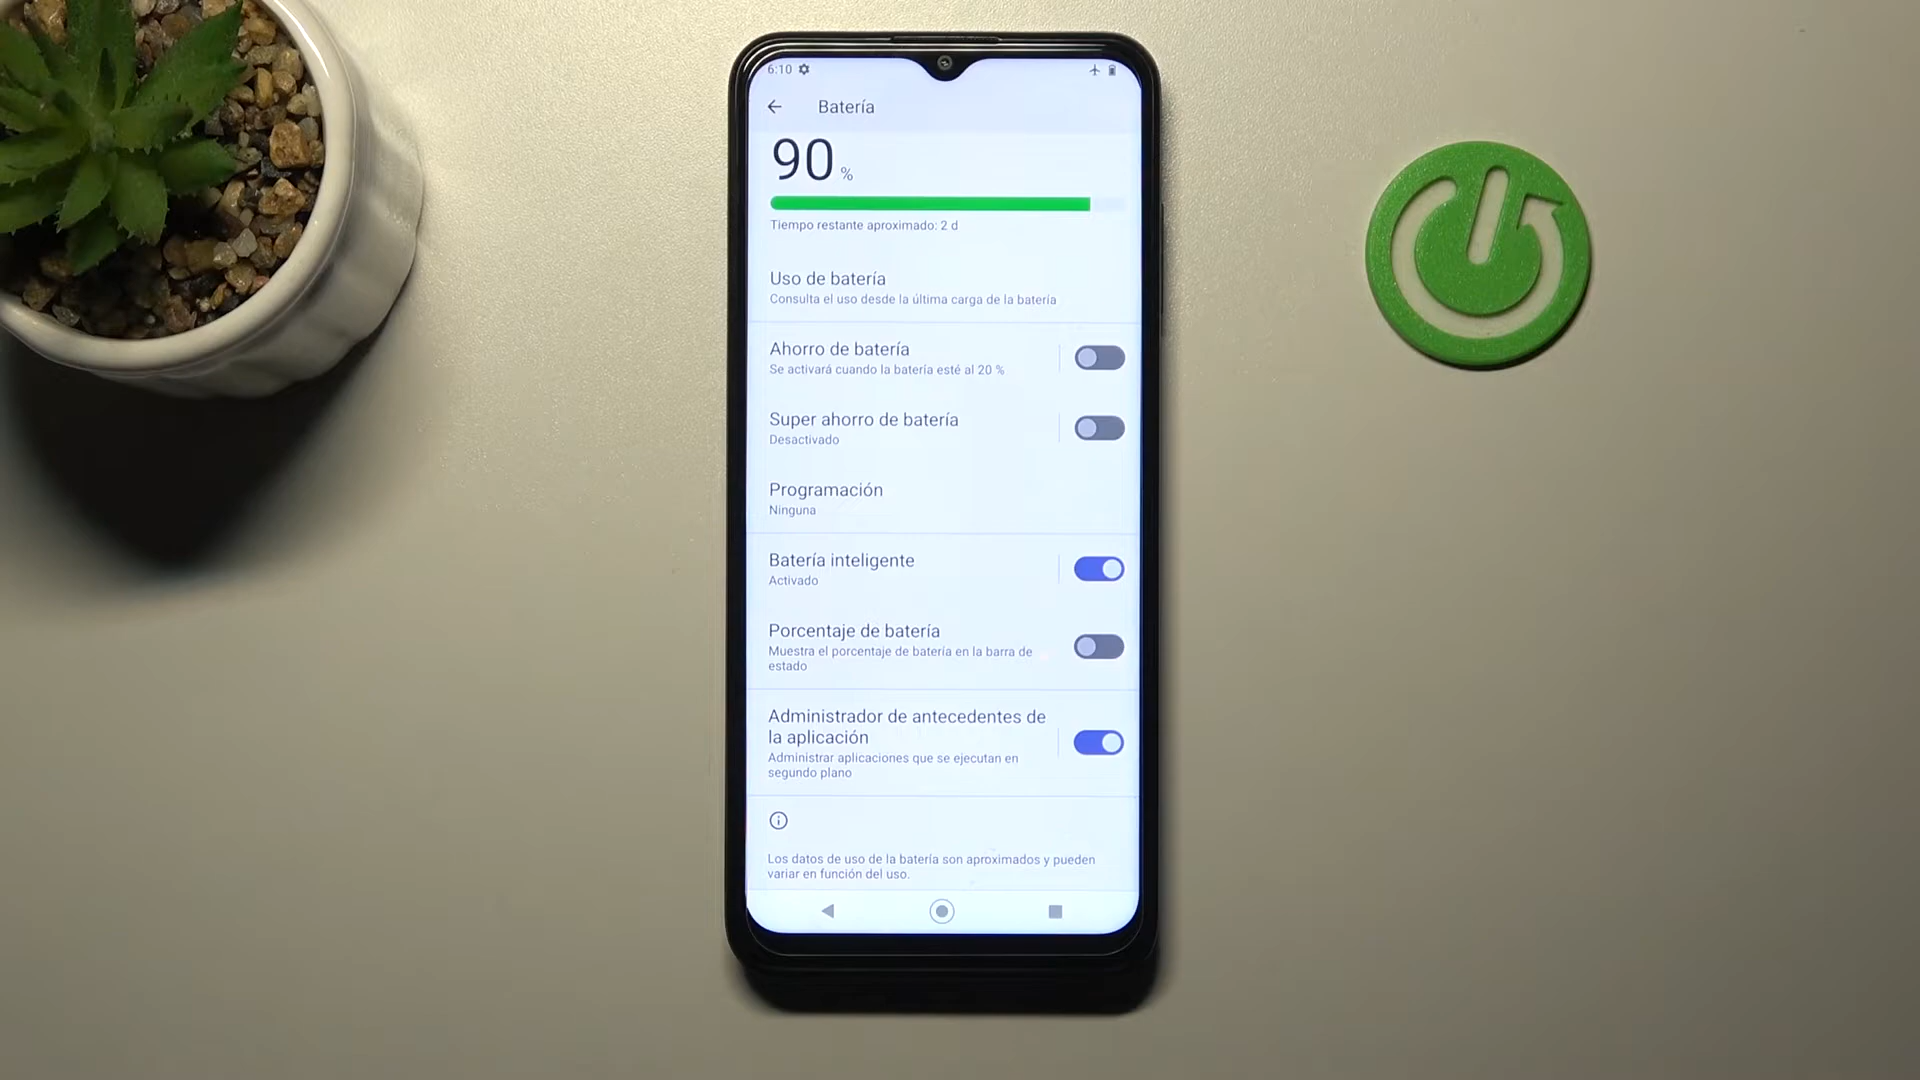 6:10
Batería
90 %
Tiempo restante aproximado: 2 d
Uso de batería
Consulta el uso desde la última carga de la batería
Ahorro de batería
Se activará cuando la batería esté al 20 %
Super ahorro de batería
Desactivado
Programación
Ninguna
Batería inteligente
Activado
Porcentaje de batería
Muestra el porcentaje de batería en la barra de
estado
Administrador de antecedentes de
la aplicación
Administrar aplicaciones que se ejecutan en
segundo plano
Los datos de uso de la batería son aproximados y pueden
variar en función del uso.